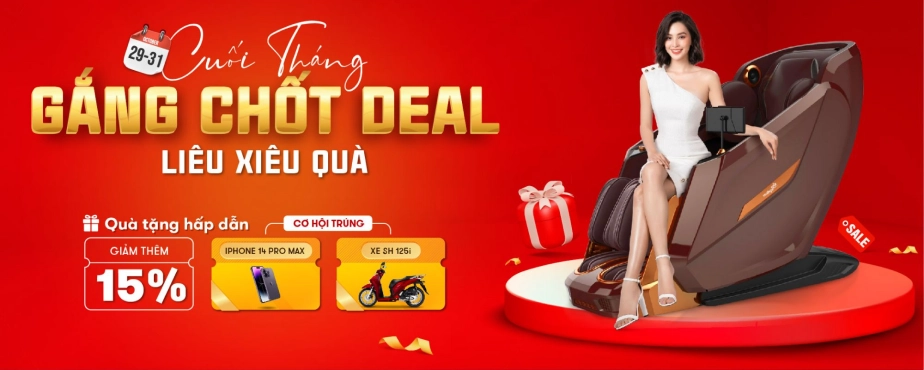 29-31
Cuối Tháng
GẮNG CHỐT DEAL
LIÊU XIÊU QUÀ
Quà tặng hấp dẫn
CƠ HỘI TRÚNG
GIẢM THÊM
15%
IPHONE 14 PRO MAX
XE SH 125i
SALE